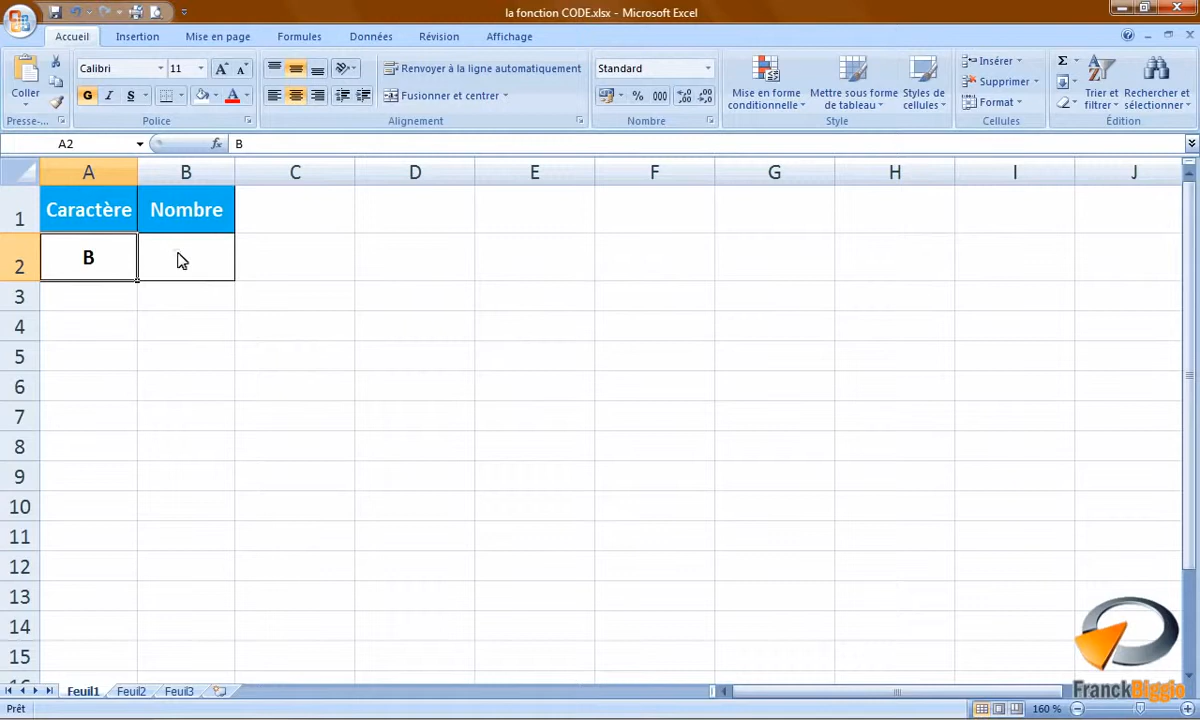 la fonction CODE.xlsx - Microsoft Excel
Accueil Insertion Mise en page Formules Données Révision Affichage
Coller
Presse-...
Calibri 11
G I S
Police
Renvoyer à la ligne automatiquement
Fusionner et centrer
Alignement
Standard
% 000
Nombre
Mise en forme conditionnelle
Mettre sous forme de tableau
Styles de cellules
Style
Insérer
Supprimer
Format
Cellules
Σ
Trier et filtrer
Rechercher et sélectionner
Édition
A2 fx B
A B C D E F G H I J
1 Caractère Nombre
2 B
3
4
5
6
7
8
9
10
11
12
13
14
15
FranckBiggio
Feuil1 Feuil2 Feuil3
Prêt 160 %